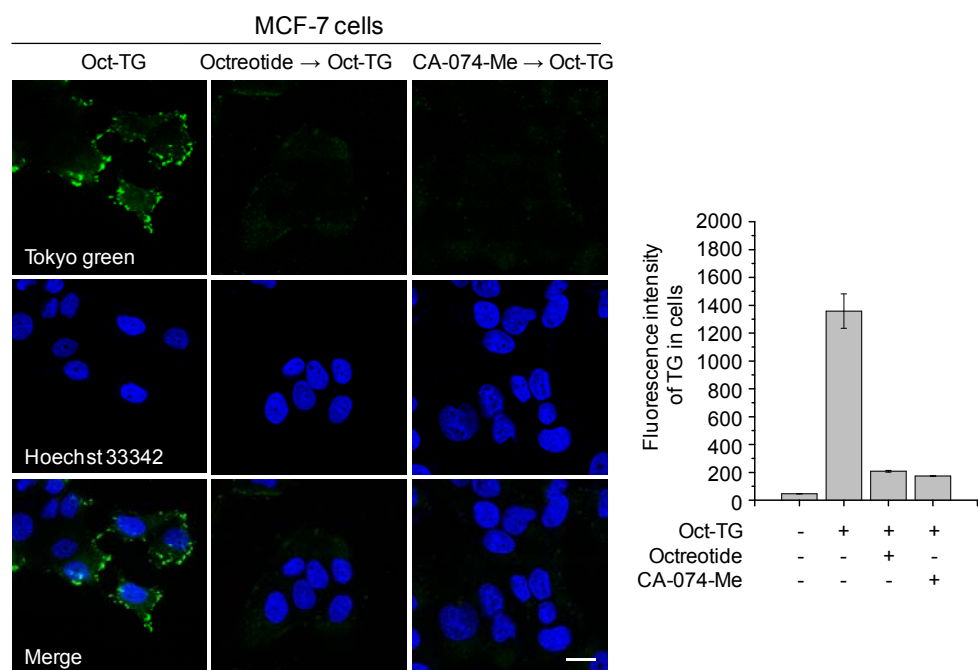 MCF-7 cells
Oct-TG
Octreotide → Oct-TG
CA-074-Me → Oct-TG
Tokyo green
Hoechst 33342
Merge
Fluorescence intensity
of TG in cells
2000
1800
1600
1400
1200
1000
800
600
400
200
0
Oct-TG - + + +
Octreotide - - + -
CA-074-Me - - - +